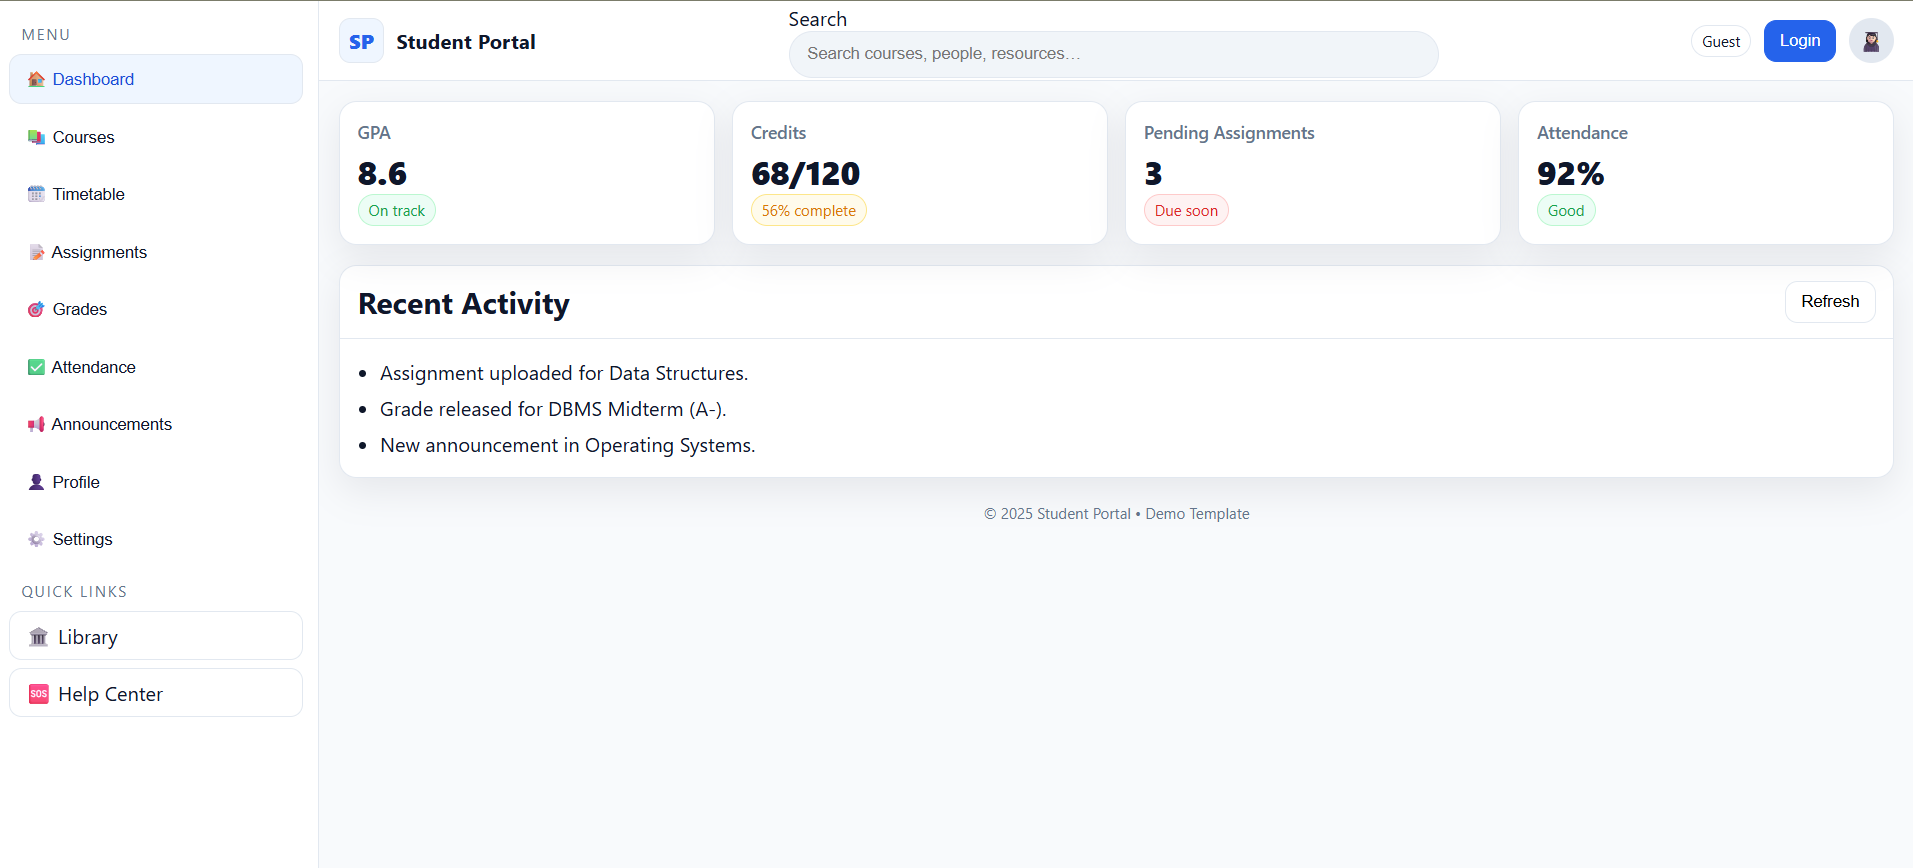 MENU
Dashboard
Courses
Timetable
Assignments
Grades
Attendance
Announcements
Profile
Settings
QUICK LINKS
Library
SOS Help Center
SP Student Portal
Search
Search courses, people, resources…
Guest
Login
GPA
8.6
On track
Credits
68/120
56% complete
Pending Assignments
3
Due soon
Attendance
92%
Good
Recent Activity
Refresh
• Assignment uploaded for Data Structures.
• Grade released for DBMS Midterm (A-).
• New announcement in Operating Systems.
© 2025 Student Portal • Demo Template